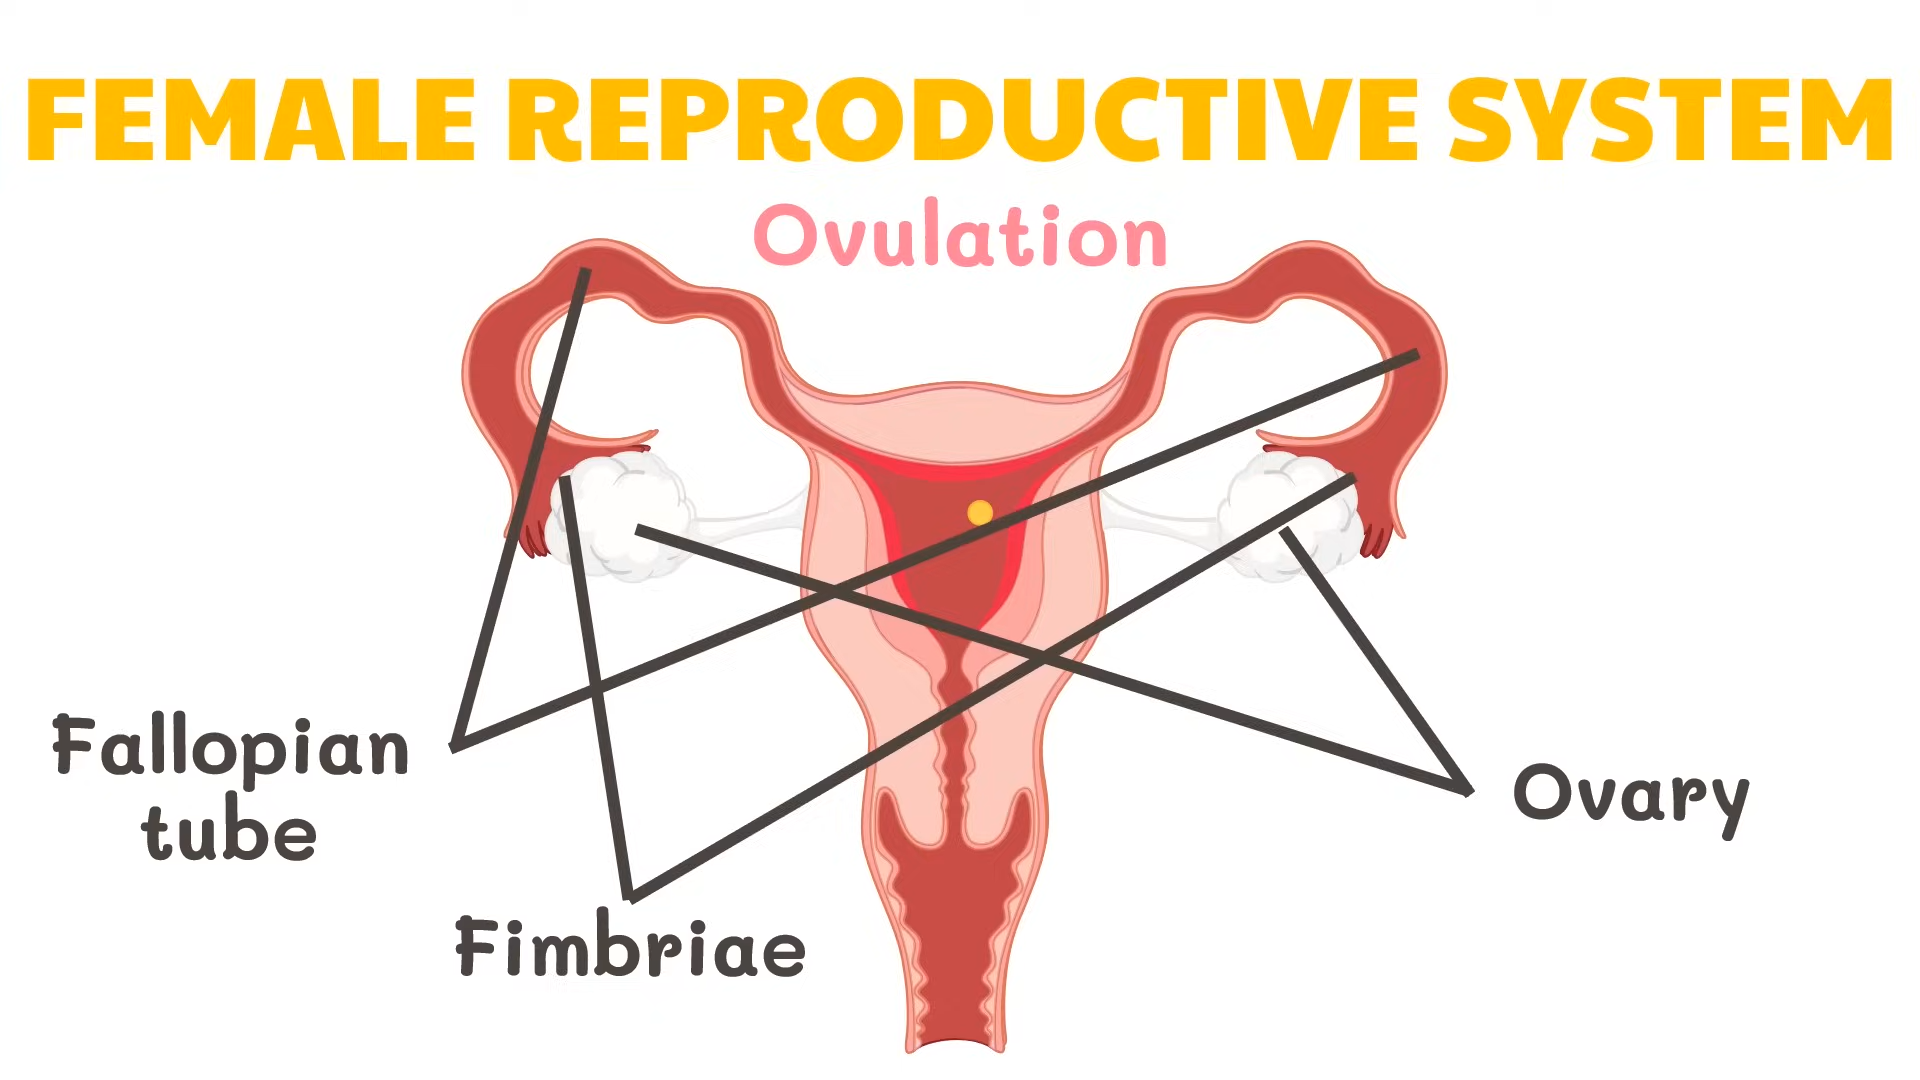 FEMALE REPRODUCTIVE SYSTEM
Ovulation
Fallopian
tube
Ovary
Fimbriae